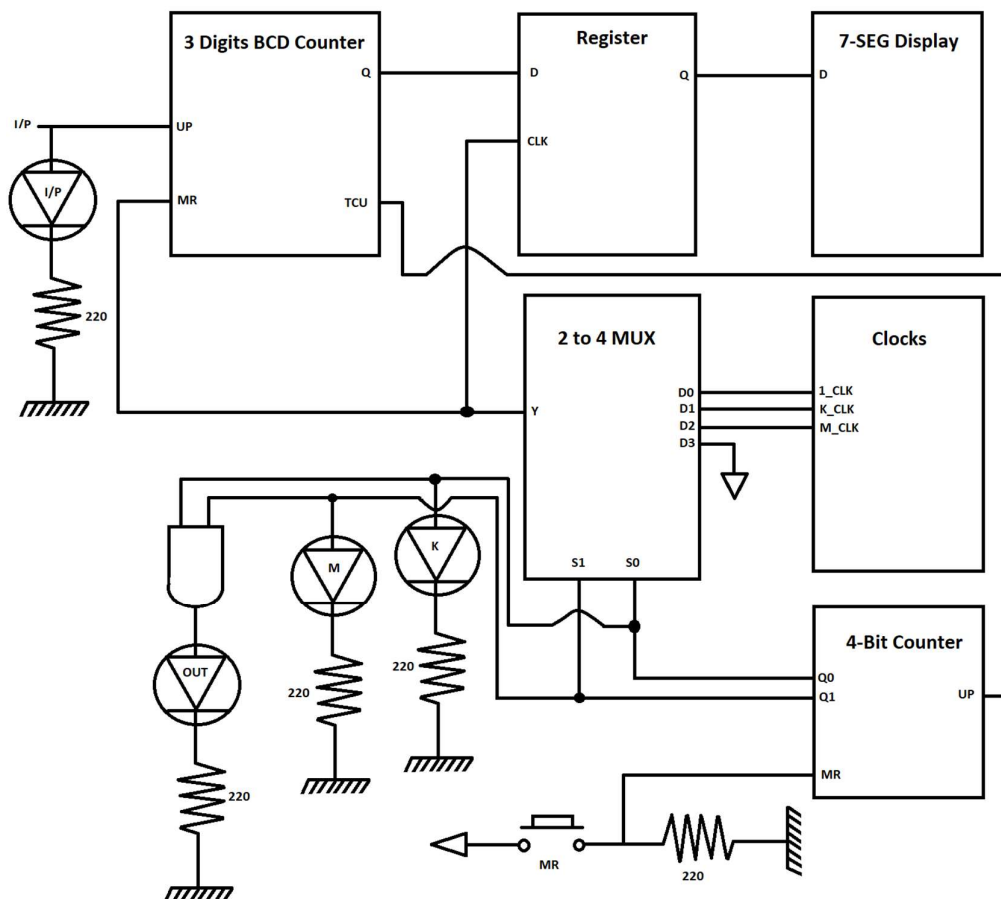 3 Digits BCD Counter
Register
7-SEG Display
Q
D
Q
D
I/P
UP
CLK
I/P
MR
TCU
220
2 to 4 MUX
Clocks
D0
1_CLK
Y
D1
K_CLK
D2
M_CLK
D3
K
M
S1
S0
4-Bit Counter
220
OUT
220
Q0
Q1
UP
MR
220
MR
220